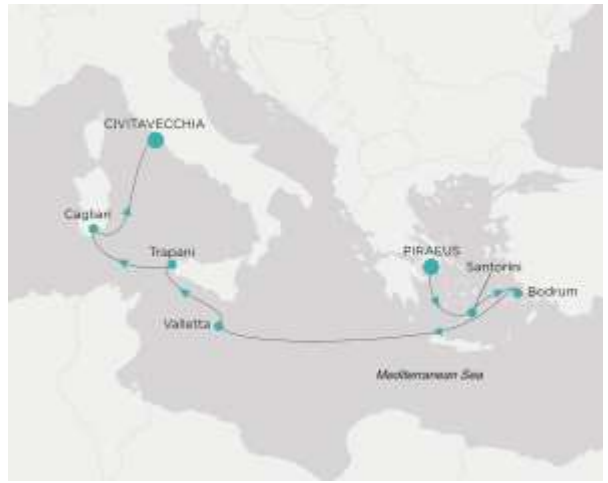 CIVITAVECCHIA
Cagliari
Trapani
PIRAEUS
Santorini
Bodrum
Valletta
Mediterranean Sea